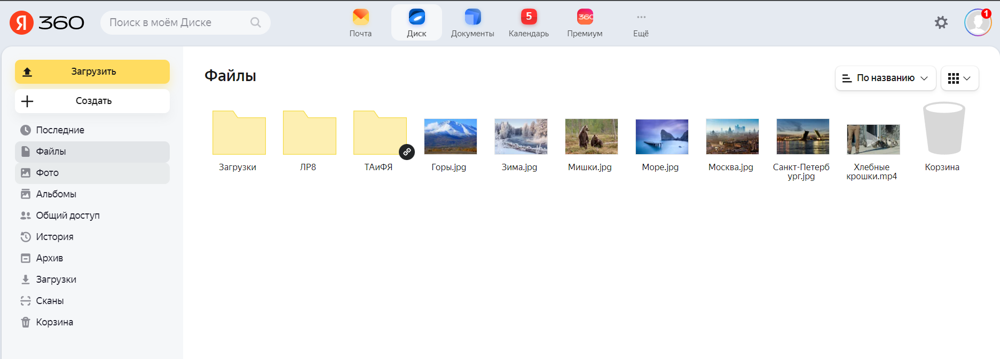 Я 360
Поиск в моём Диске
Почта
Диск
Документы
5
Календарь
360
Премиум
Ещё
1
Загрузить
Создать
Последние
Файлы
Фото
Альбомы
Общий доступ
История
Архив
Загрузки
Сканы
Корзина
Файлы
По названию
Загрузки
ЛР8
ТАиФЯ
Горы.jpg
Зима.jpg
Мишки.jpg
Море.jpg
Москва.jpg
Санкт-Петерб
ург.jpg
Хлебные
крошки.mp4
Корзина